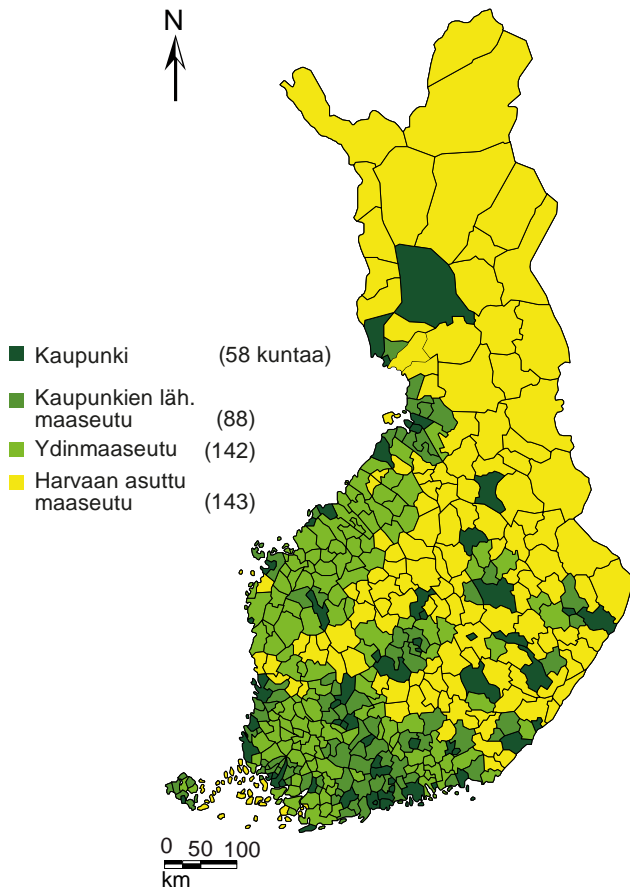 N
Kaupunki (58 kuntaa)
Kaupunkien läh.
maaseutu (88)
Ydinmaaseutu (142)
Harvaan asuttu
maaseutu (143)
0 50 100
km